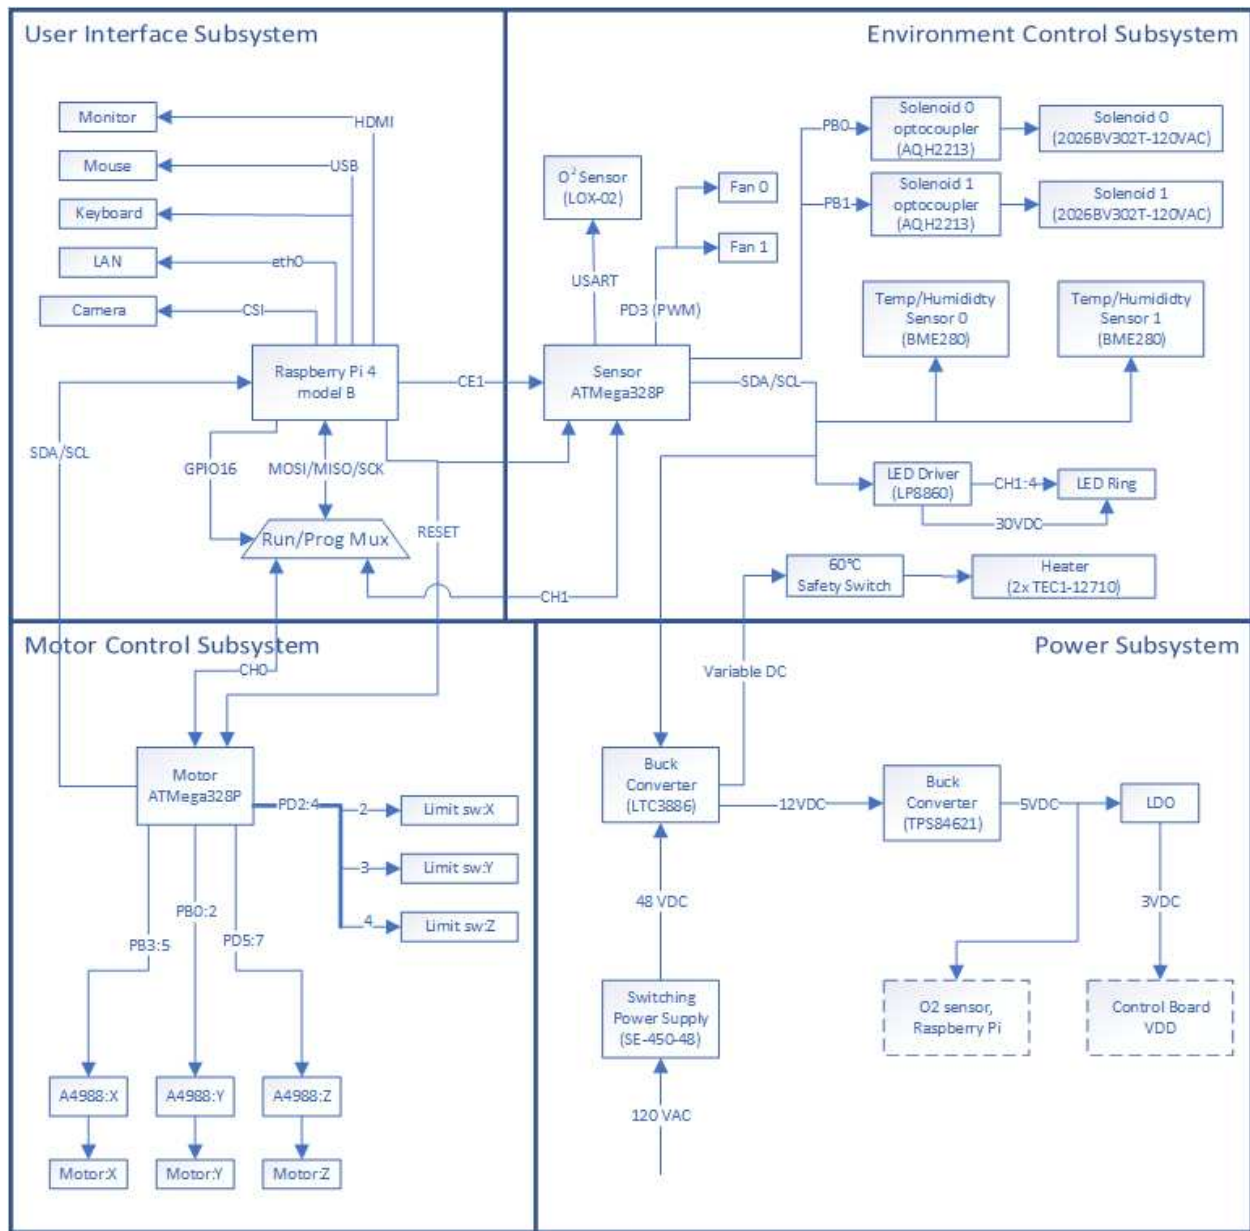 User Interface Subsystem
Environment Control Subsystem
Monitor
HDMI
Mouse
USB
Keyboard
LAN
eth0
Camera
CSI
Raspberry Pi 4
model B
SDA/SCL
GPIO16
MOSI/MISO/SCK
Run/Prog Mux
RESET
CE1
CH1
O² Sensor
(LOX-02)
USART
PD3 (PWM)
Fan 0
Fan 1
Sensor
ATMega328P
PB0
Solenoid 0
optocoupler
(AQH2213)
Solenoid 0
(2026BV302T-120VAC)
PB1
Solenoid 1
optocoupler
(AQH2213)
Solenoid 1
(2026BV302T-120VAC)
SDA/SCL
Temp/Humididty
Sensor 0
(BME280)
Temp/Humididty
Sensor 1
(BME280)
LED Driver
(LP8860)
CH1:4
LED Ring
30VDC
60°C
Safety Switch
Heater
(2x TEC1-12710)
Motor Control Subsystem
CH0
Motor
ATMega328P
PD2:4
2
Limit sw:X
3
Limit sw:Y
4
Limit sw:Z
PB3:5
PB0:2
PD5:7
A4988:X
A4988:Y
A4988:Z
Motor:X
Motor:Y
Motor:Z
Power Subsystem
Variable DC
Buck
Converter
(LTC3886)
12VDC
Buck
Converter
(TPS84621)
5VDC
LDO
48 VDC
3VDC
Switching
Power Supply
(SE-450-48)
O2 sensor,
Raspberry Pi
Control Board
VDD
120 VAC